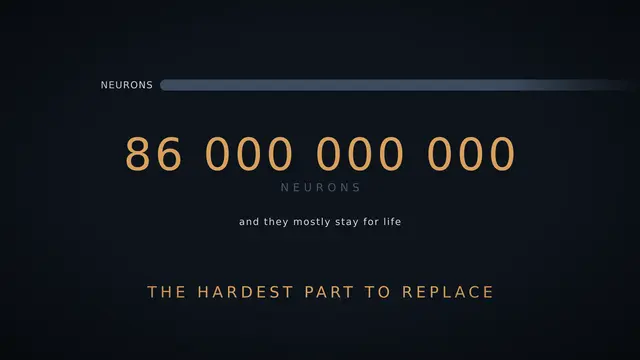 NEURONS
86 000 000 000
NEURONS
and they mostly stay for life
THE HARDEST PART TO REPLACE